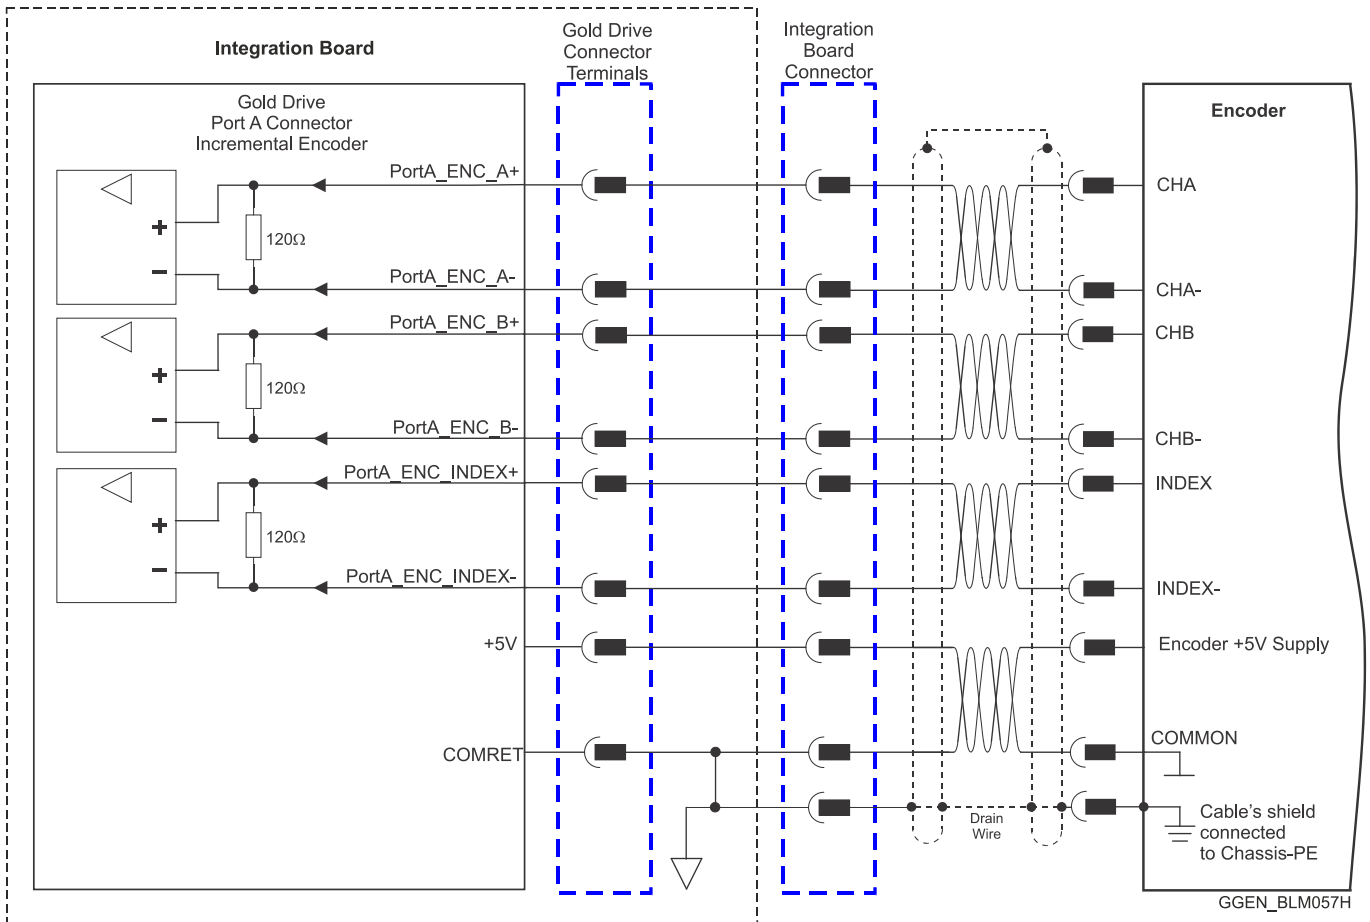 Integration Board
Gold Drive
Connector
Terminals
Integration
Board
Connector
Gold Drive
Port A Connector
Incremental Encoder
Encoder
PortA_ENC_A+
CHA
+
120Ω
−
PortA_ENC_A-
CHA-
PortA_ENC_B+
CHB
+
120Ω
−
PortA_ENC_B-
CHB-
PortA_ENC_INDEX+
INDEX
+
120Ω
−
PortA_ENC_INDEX-
INDEX-
+5V
Encoder +5V Supply
COMRET
COMMON
Drain
Wire
Cable's shield
connected
to Chassis-PE
GGEN_BLM057H